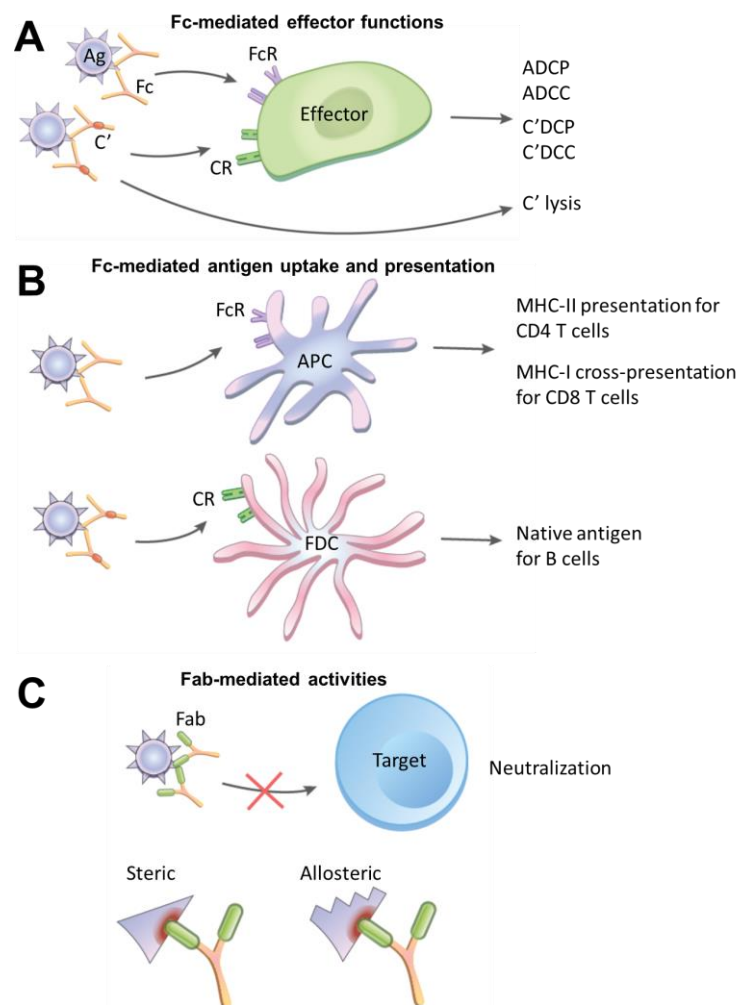 A
Fc-mediated effector functions
Ag
Fc
FcR
Effector
C’
CR
ADCP
ADCC
C’DCP
C’DCC
C’ lysis
B
Fc-mediated antigen uptake and presentation
FcR
APC
MHC-II presentation for
CD4 T cells
MHC-I cross-presentation
for CD8 T cells
CR
FDC
Native antigen
for B cells
C
Fab-mediated activities
Fab
Target
Neutralization
Steric
Allosteric